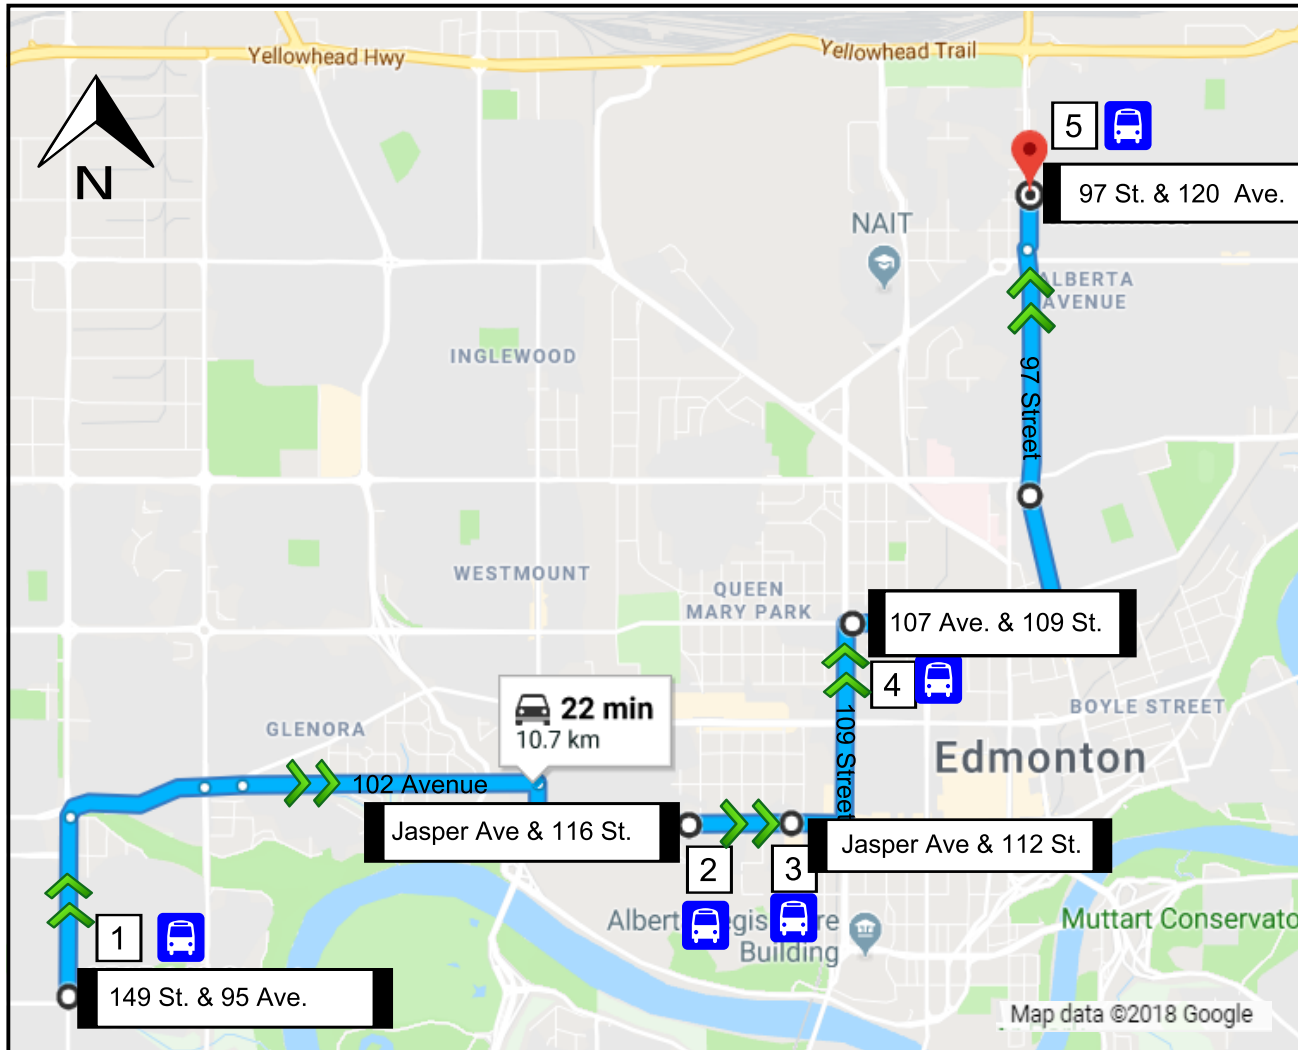 Yellowhead Hwy
Yellowhead Trail
N
5
97 St. & 120 Ave.
NAIT
ALBERTA
AVENUE
INGLEWOOD
97 Street
WESTMOUNT
QUEEN
MARY PARK
107 Ave. & 109 St.
4
22 min
10.7 km
GLENORA
BOYLE STREET
109 Street
Edmonton
102 Avenue
Jasper Ave & 116 St.
Jasper Ave & 112 St.
2
3
1
Building
Muttart Conservato
149 St. & 95 Ave.
Map data ©2018 Google